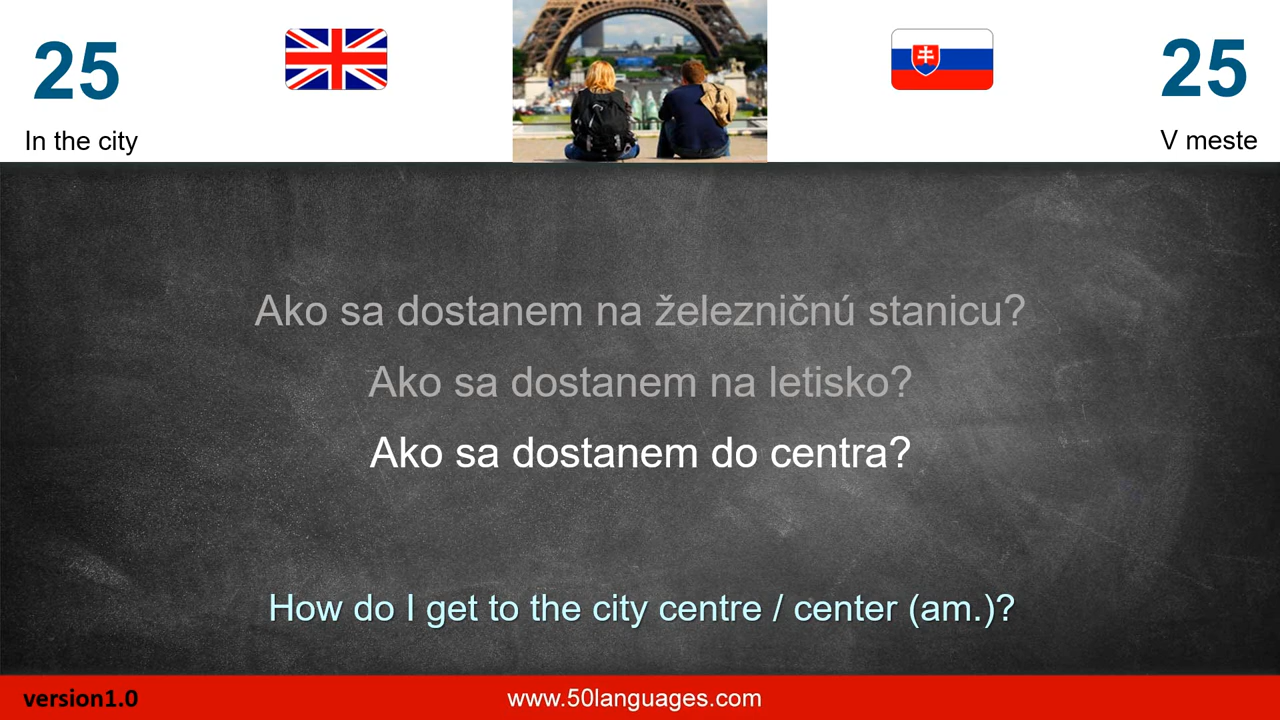 25
25
In the city
V meste
Ako sa dostanem na železničnú stanicu?
Ako sa dostanem na letisko?
Ako sa dostanem do centra?
How do I get to the city centre / center (am.)?
version1.0
www.50languages.com